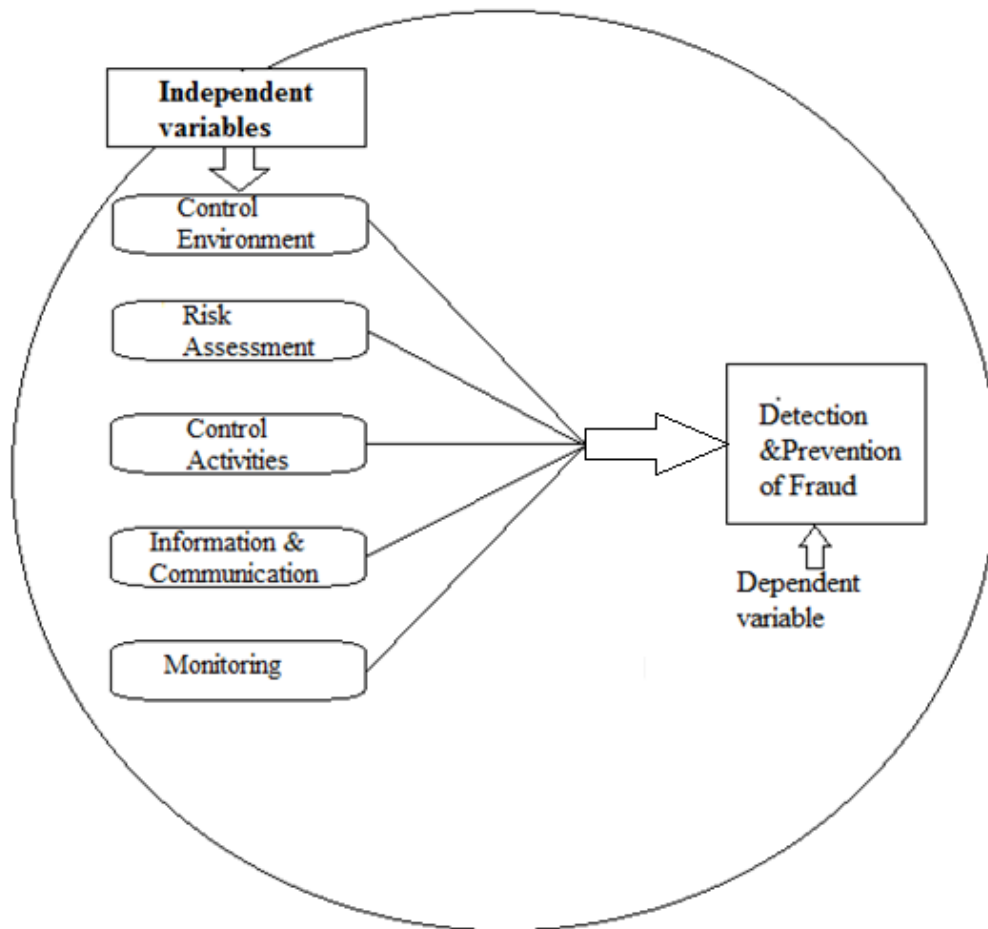 Independent
variables
Control
Environment
Risk
Assessment
Control
Activities
Information &
Communication
Monitoring
Detection
&Prevention
of Fraud
Dependent
variable